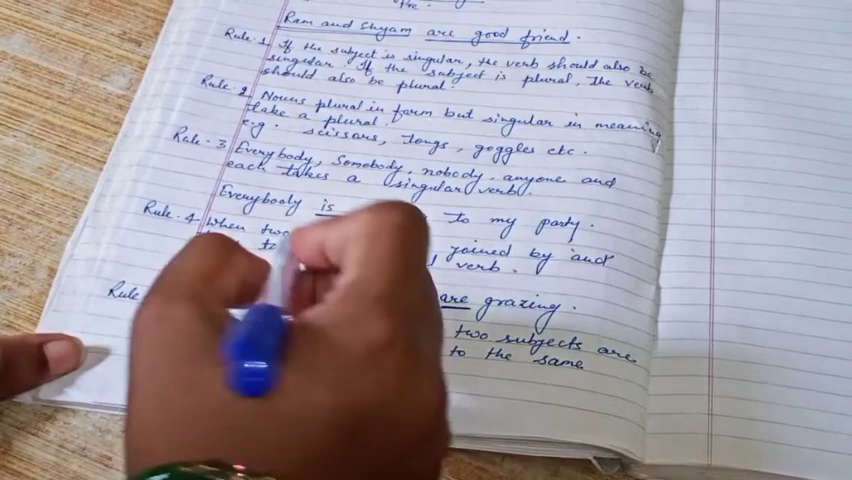 Ram and Shyam are good friend.
Rule. 1 If the subject is singular, the verb should also be
singular. If the subject is plural, The verb
should also be plural.
Rule. 2 Nouns plural in form but singular in meaning
take a plural.
e.g. scissors, Tongs, goggles etc.
Rule. 3 Everybody, Somebody, nobody, anyone and
each takes a singular verb.
Everybody is to my party.
Rule. 4 When two joined by 'and'
verb.
Rule are grazing.
two subjects are
to the same